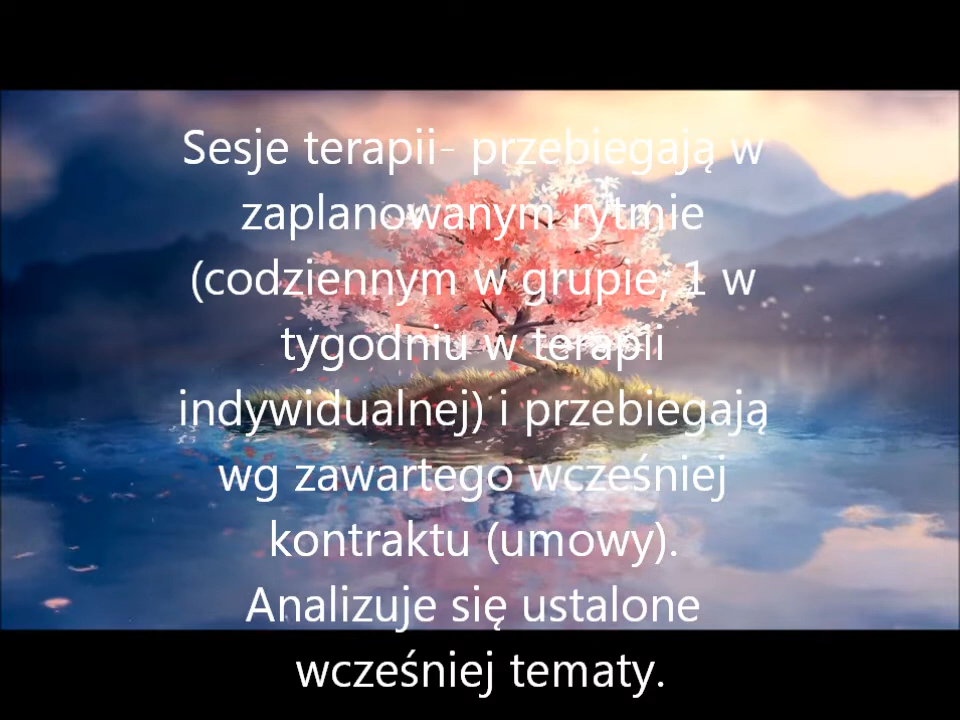 Sesje terapii- przebiegają w
zaplanowanym rytmie
(codziennym w grupie; 1 w
tygodniu w terapii
indywidualnej) i przebiegają
wg zawartego wcześniej
kontraktu (umowy).
Analizuje się ustalone
wcześniej tematy.